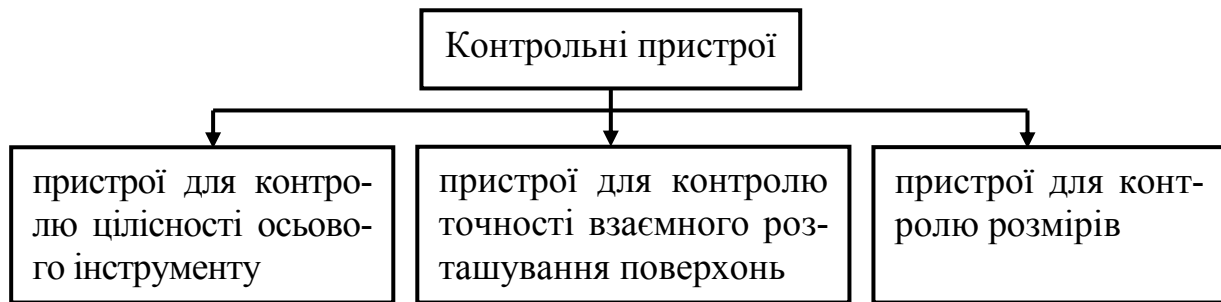 Контрольні пристрої
пристрої для контро-
лю цілісності осьово-
го інструменту
пристрої для контролю
точності взаємного роз-
ташування поверхонь
пристрої для конт-
ролю розмірів